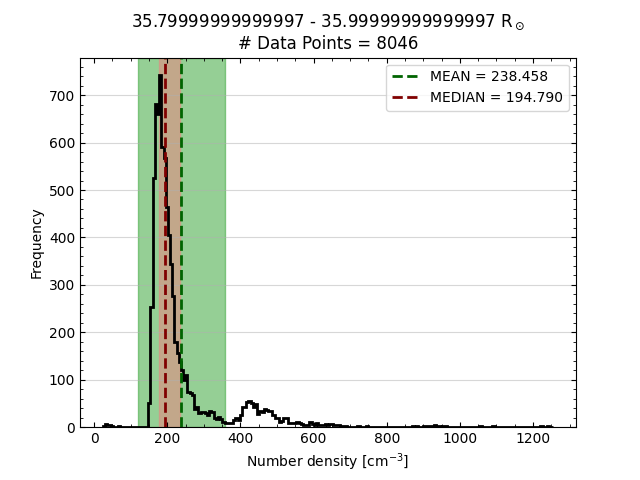 35.79999999999997 - 35.99999999999997 R⊙
# Data Points = 8046
MEAN = 238.458
MEDIAN = 194.790
700
600
500
400
300
200
100
0
Frequency
0 200 400 600 800 1000 1200
Number density [cm⁻³]